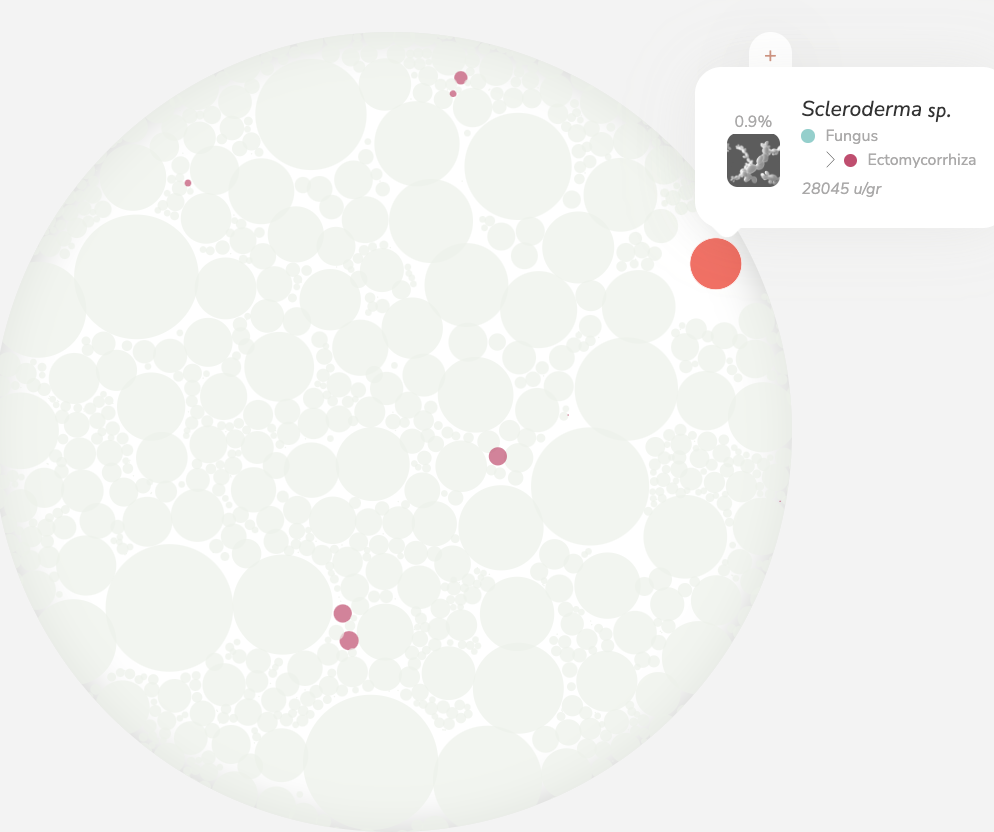 +
Scleroderma sp.
0.9%
Fungus
Ectomycorrhiza
28045 u/gr